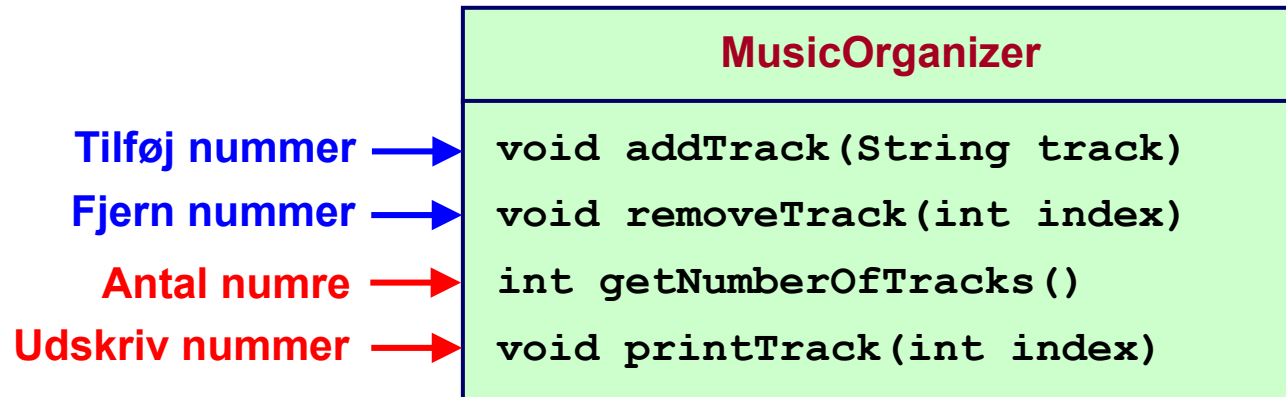 MusicOrganizer
Tilføj nummer void addTrack(String track)
Fjern nummer void removeTrack(int index)
Antal numre int getNumberOfTracks()
Udskriv nummer void printTrack(int index)